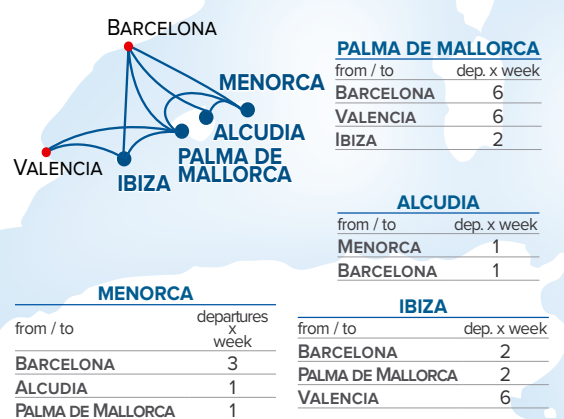 BARCELONA
MENORCA
ALCUDIA
PALMA DE
MALLORCA
VALENCIA
IBIZA
PALMA DE MALLORCA
from / to dep. x week
BARCELONA 6
VALENCIA 6
IBIZA 2
ALCUDIA
from / to dep. x week
MENORCA 1
BARCELONA 1
MENORCA
from / to departures
x
week
BARCELONA 3
ALCUDIA 1
PALMA DE MALLORCA 1
IBIZA
from / to dep. x week
BARCELONA 2
PALMA DE MALLORCA 2
VALENCIA 6